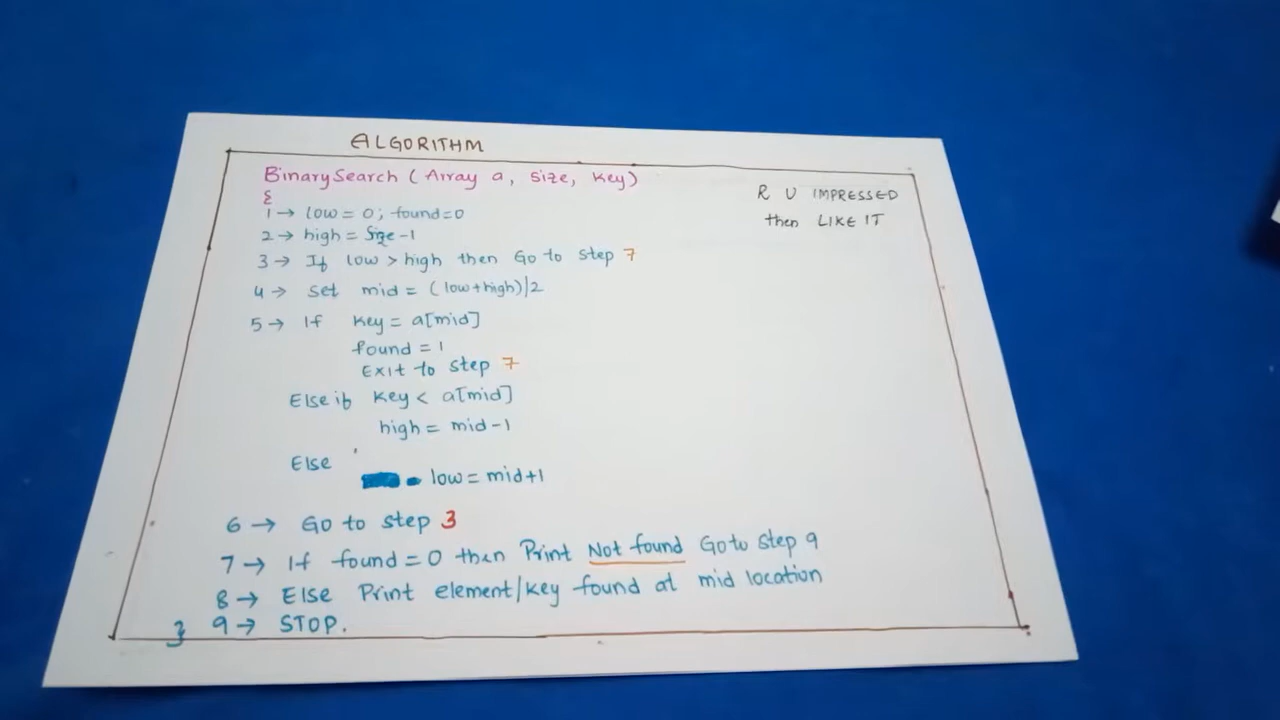 ALGORITHM
BinarySearch (Array a, size, key)
{
1→ low = 0; found=0
2→ high = Size-1
3→ If low > high then Go to step 7
4→ Set mid = (low+high)/2
5→ If key = a[mid]
found = 1
Exit to step 7
Else if key < a[mid]
high = mid-1
Else
low = mid+1
6→ Go to step 3
7→ If found = 0 then Print Not found Go to step 9
8→ Else Print element/key found at mid location
} 9→ STOP.
R U IMPRESSED
then LIKE IT